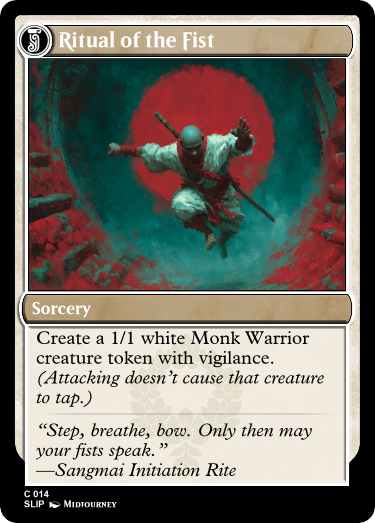 Ritual of the Fist
Sorcery
Create a 1/1 white Monk Warrior
creature token with vigilance.
(Attacking doesn't cause that creature
to tap.)
“Step, breathe, bow. Only then may
your fists speak.”
—Sangmai Initiation Rite
C 014
SLIP Midjourney